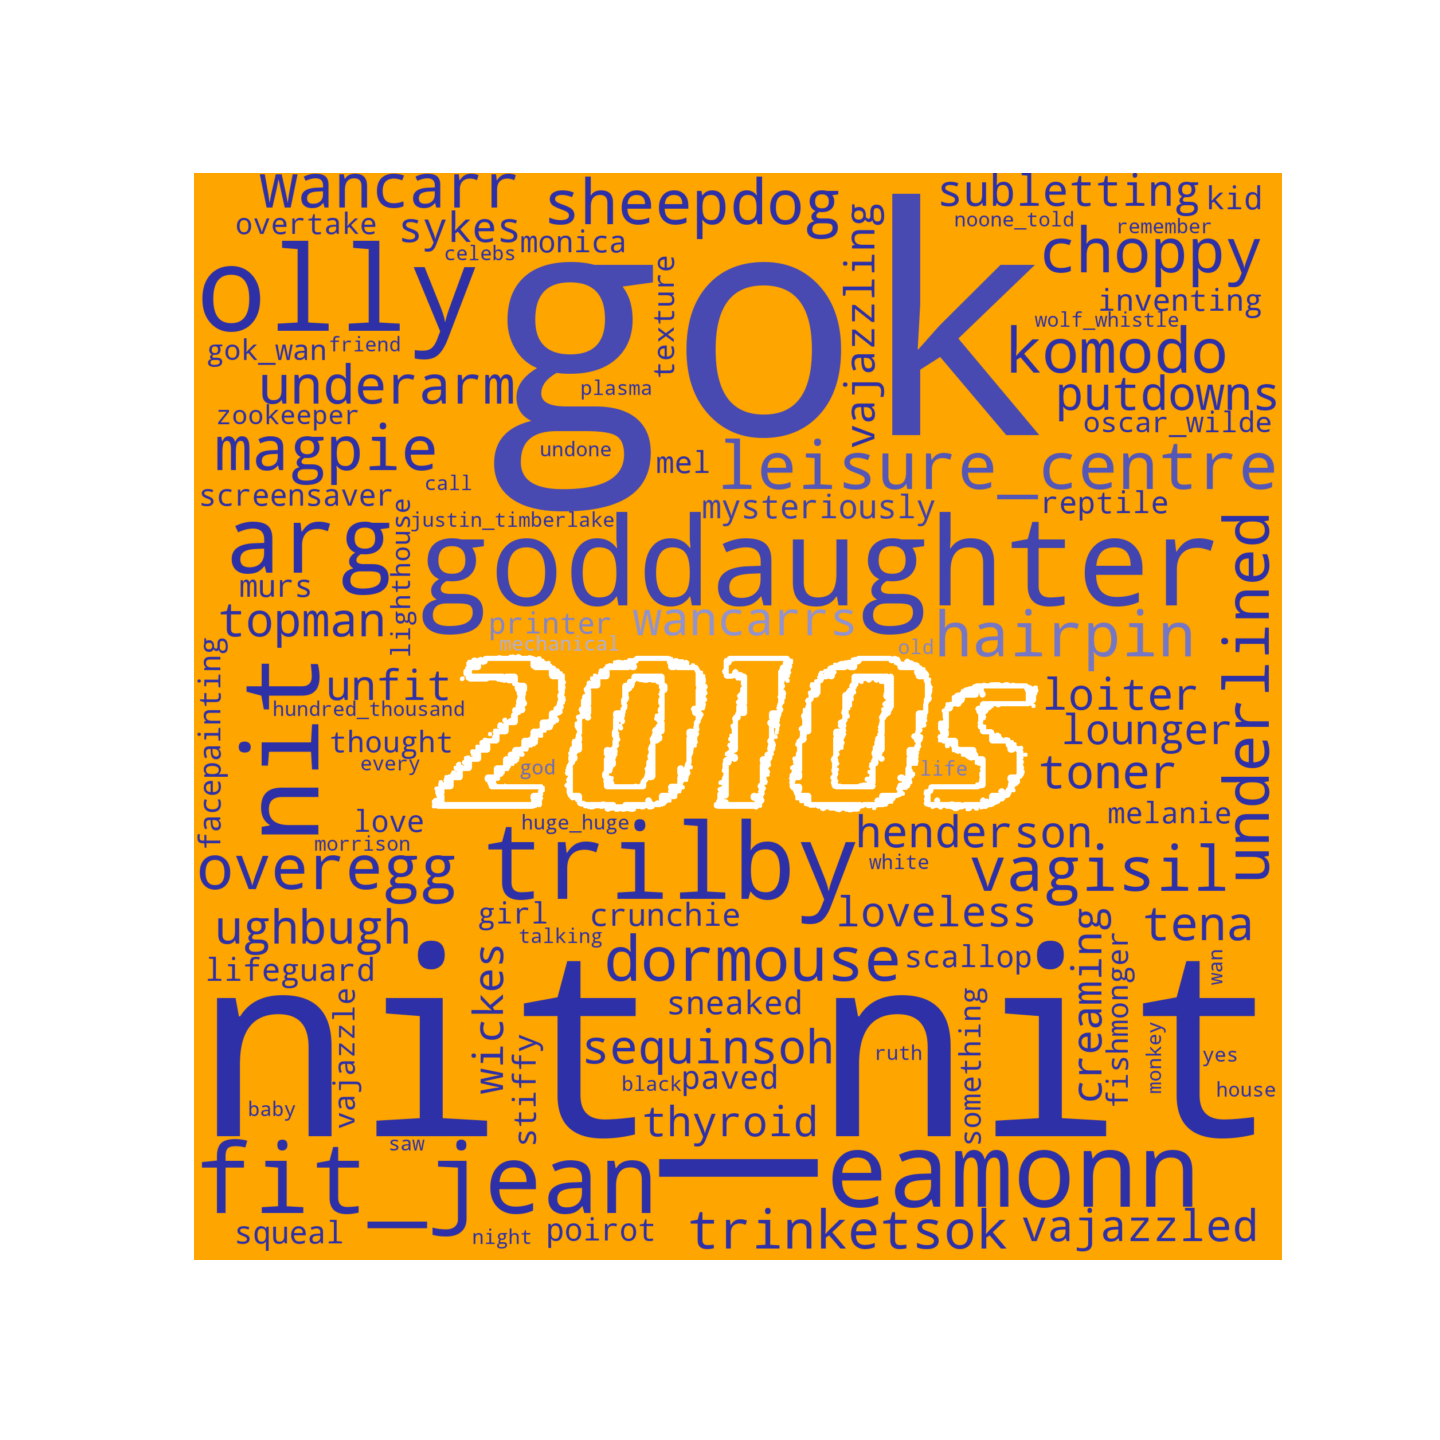 wancarr
sheepdog
subletting
kid
overtake
sykes
monica
celebs
noone_told
remember
olly
gok
vajazzling
choppy
texture
inventing
wolf_whistle
gok_wan
friend
komodo
underarm
plasma
putdowns
zookeeper
oscar_wilde
magpie
undone
mel
leisure_centre
screensaver
call
mysteriously
reptile
arg
lighthouse
justin_timberlake
goddaughter
underlined
murs
topman
printer
wancarrs
hairpin
mechanical
old
2010s
facepainting
nit
unfit
hundred_thousand
loiter
thought
lounger
every
god
life
toner
love
huge_huge
melanie
morrison
trilby
henderson
overegg
white
vagisil
ughbugh
girl
crunchie
loveless
tena
talking
lifeguard
wickes
dormouse
scallop
creaming
wan
nit_nit
vajazzle
sneaked
fishmonger
stiffy
sequinsoh
ruth
something
monkey
yes
baby
black
paved
house
saw
thyroid
fit_jean
eamonn
squeal
night
poirot
trinketsok
vajazzled